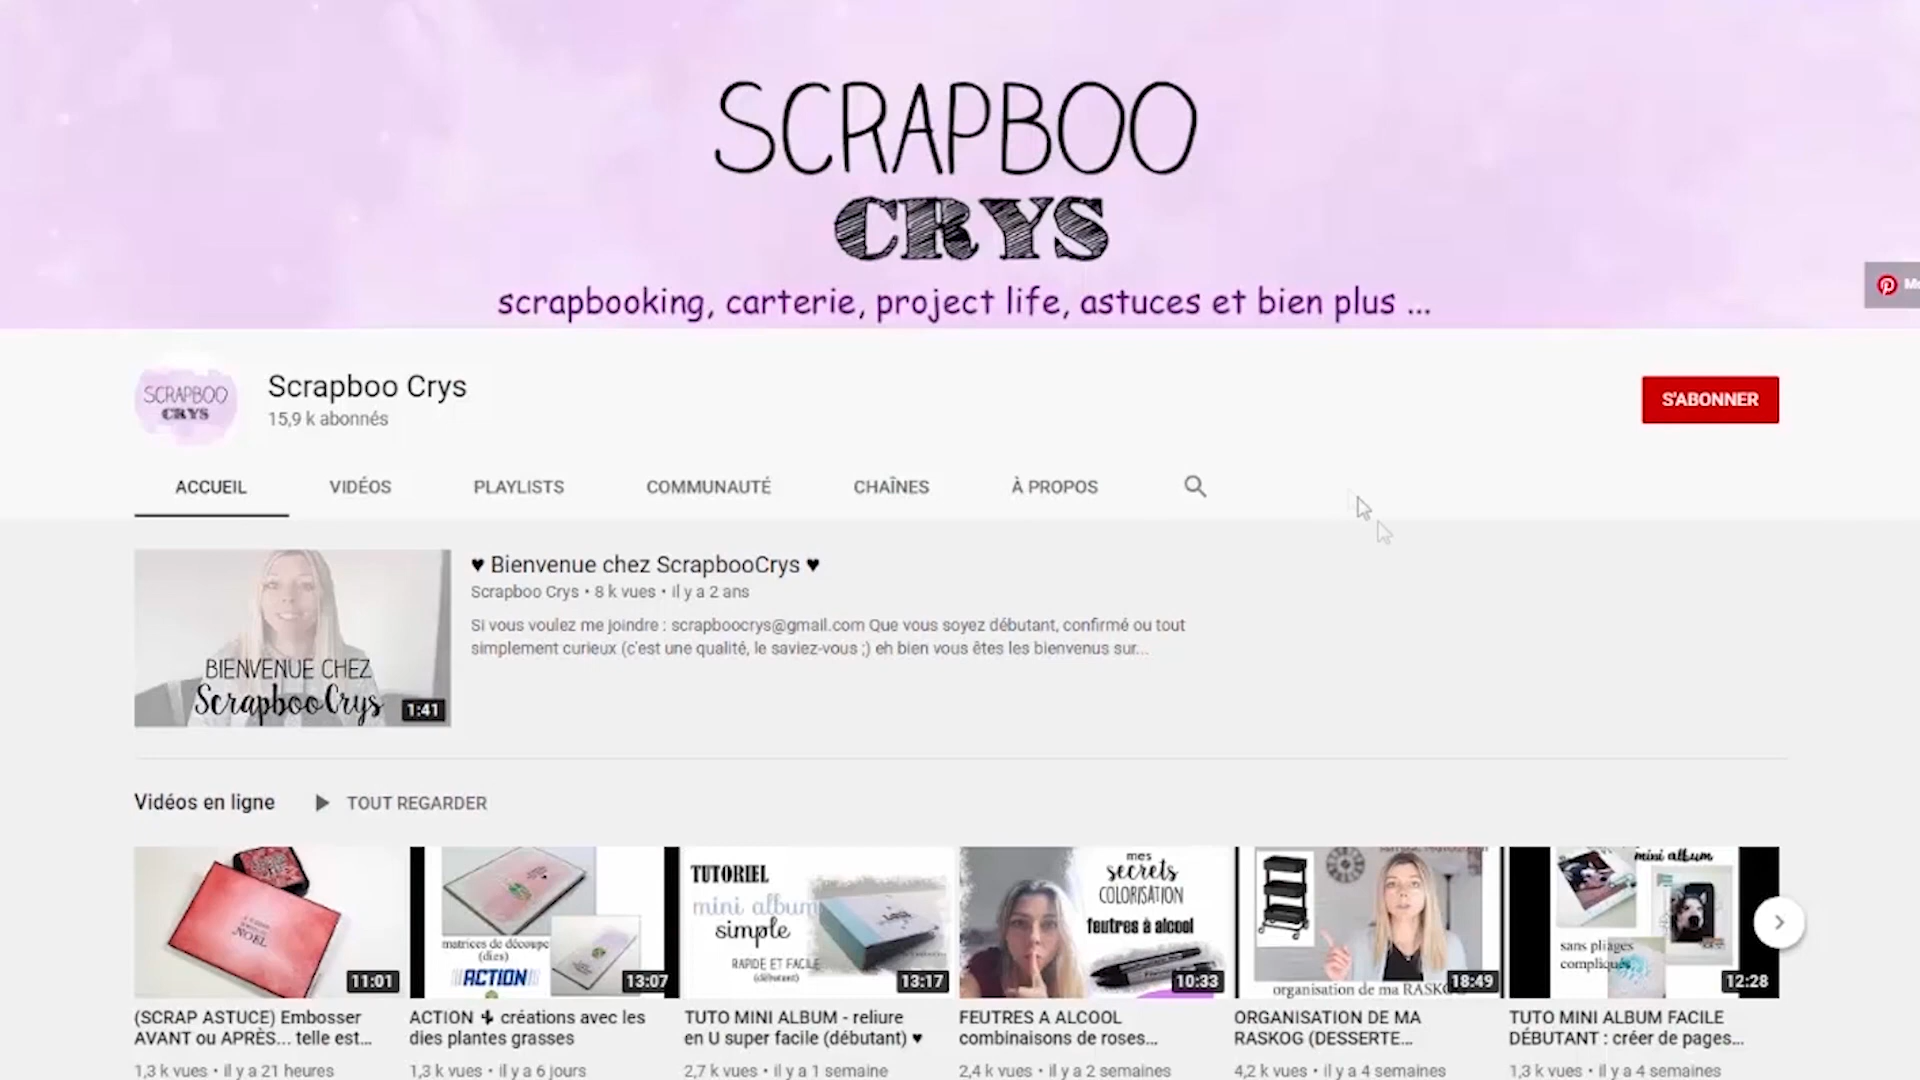 SCRAPBOO
CRYS
scrapbooking, carterie, project life, astuces et bien plus ...
SCRAPBOO
CRYS
Scrapboo Crys
15,9 k abonnés
S'ABONNER
ACCUEIL
VIDÉOS
PLAYLISTS
COMMUNAUTÉ
CHAÎNES
À PROPOS
BIENVENUE CHEZ
ScrapbooCrys
1:41
♥ Bienvenue chez ScrapbooCrys ♥
Scrapboo Crys • 8 k vues • il y a 2 ans
Si vous voulez me joindre : scrapboocrys@gmail.com Que vous soyez débutant, confirmé ou tout
simplement curieux (c'est une qualité, le saviez-vous ;) eh bien vous êtes les bienvenus sur...
Vidéos en ligne
TOUT REGARDER
NOEL
11:01
matrices de découpe
(dies)
ACTION
13:07
TUTORIEL
mini album
simple
RAPIDE ET FACILE
(débutant)
13:17
mes
secrets
COLORISATION
feutres à alcool
10:33
organisation de ma RASKOG
18:49
mini album
sans pliages
compliqués
12:28
(SCRAP ASTUCE) Embosser
AVANT ou APRÈS... telle est...
1,3 k vues • il y a 21 heures
ACTION 🌵 créations avec les
dies plantes grasses
1,3 k vues • il y a 6 jours
TUTO MINI ALBUM - reliure
en U super facile (débutant) ♥
2,7 k vues • il y a 1 semaine
FEUTRES A ALCOOL
combinaisons de roses...
2,4 k vues • il y a 2 semaines
ORGANISATION DE MA
RASKOG (DESSERTE...
4,2 k vues • il y a 4 semaines
TUTO MINI ALBUM FACILE
DÉBUTANT : créer de pages...
1,3 k vues • il y a 4 semaines